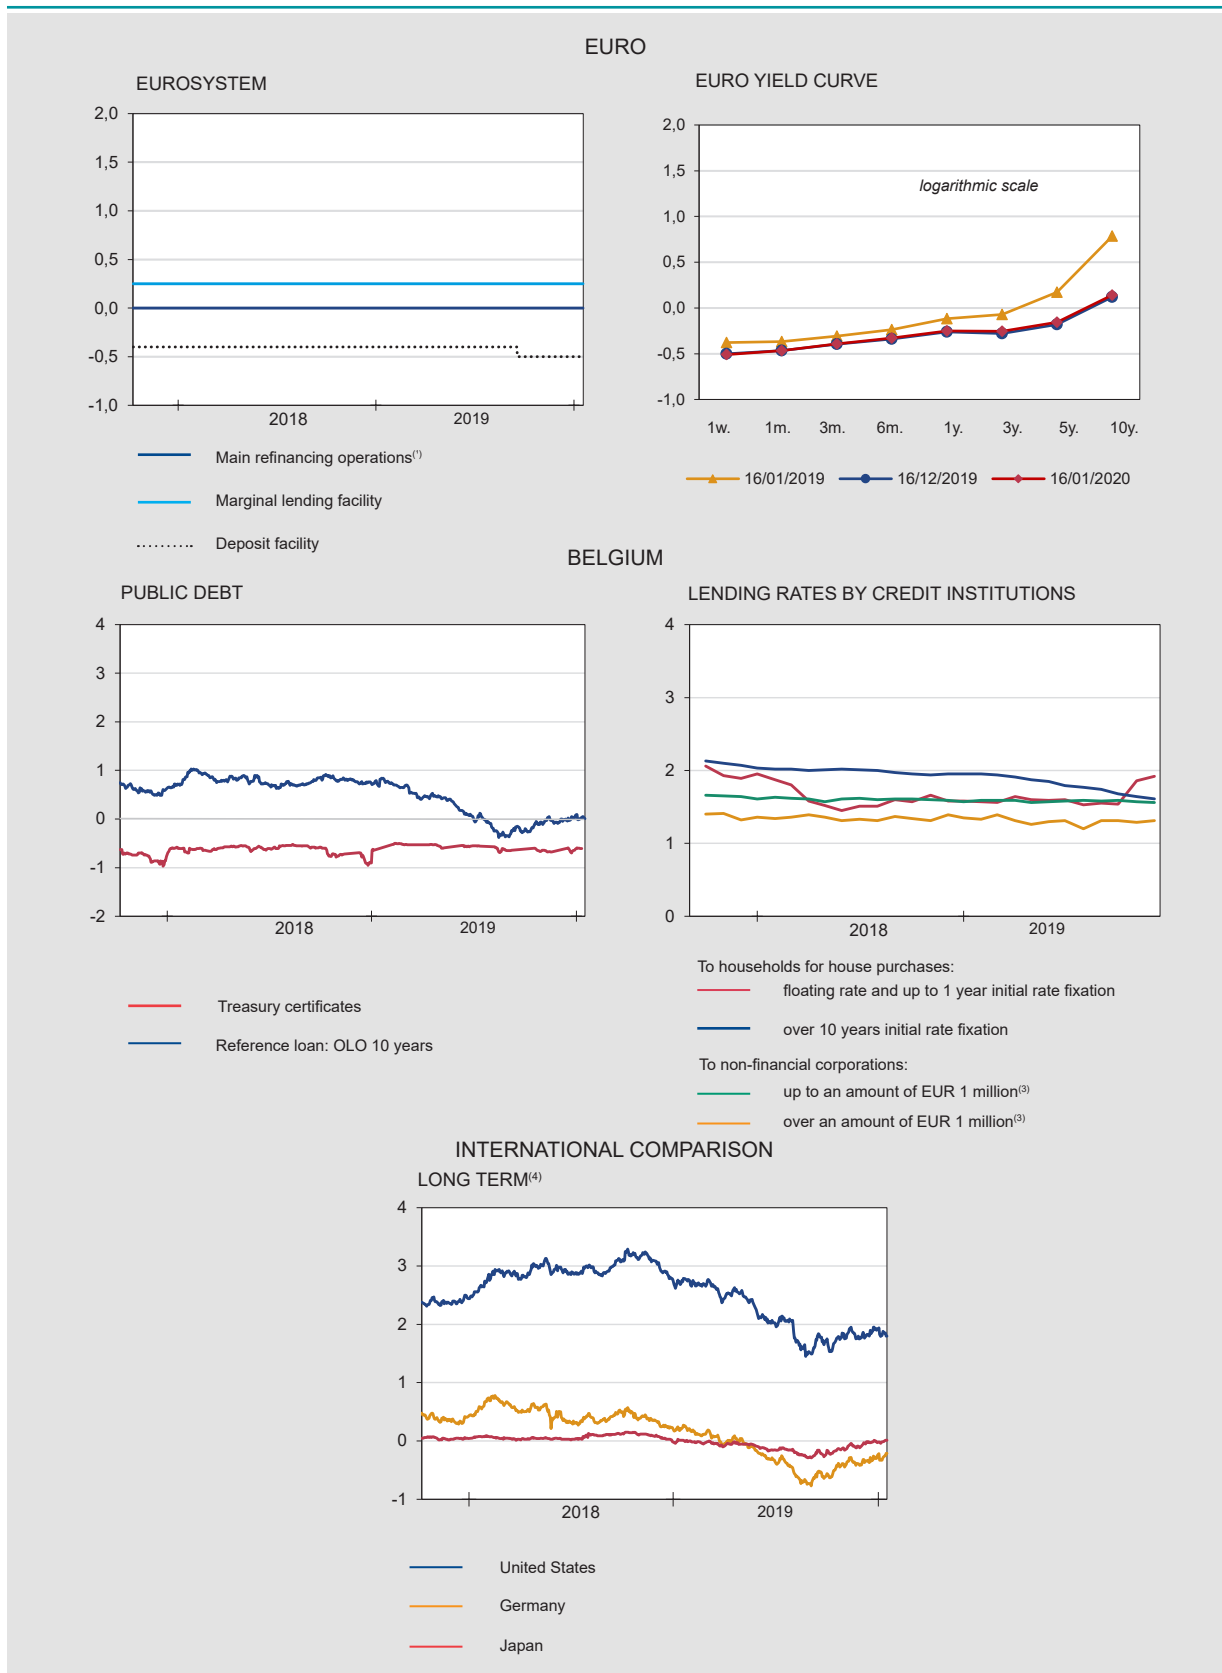 EURO
EUROSYSTEM
2,0
1,5
1,0
0,5
0,0
-0,5
-1,0
2018
2019
Main refinancing operations(¹)
Marginal lending facility
Deposit facility
EURO YIELD CURVE
2,0
1,5
1,0
0,5
0,0
-0,5
-1,0
logarithmic scale
1w. 1m. 3m. 6m. 1y. 3y. 5y. 10y.
16/01/2019 16/12/2019 16/01/2020
BELGIUM
PUBLIC DEBT
4
3
2
1
0
-1
-2
2018
2019
Treasury certificates
Reference loan: OLO 10 years
LENDING RATES BY CREDIT INSTITUTIONS
4
3
2
1
0
2018
2019
To households for house purchases:
floating rate and up to 1 year initial rate fixation
over 10 years initial rate fixation
To non-financial corporations:
up to an amount of EUR 1 million(3)
over an amount of EUR 1 million(3)
INTERNATIONAL COMPARISON
LONG TERM(4)
4
3
2
1
0
-1
2018
2019
United States
Germany
Japan